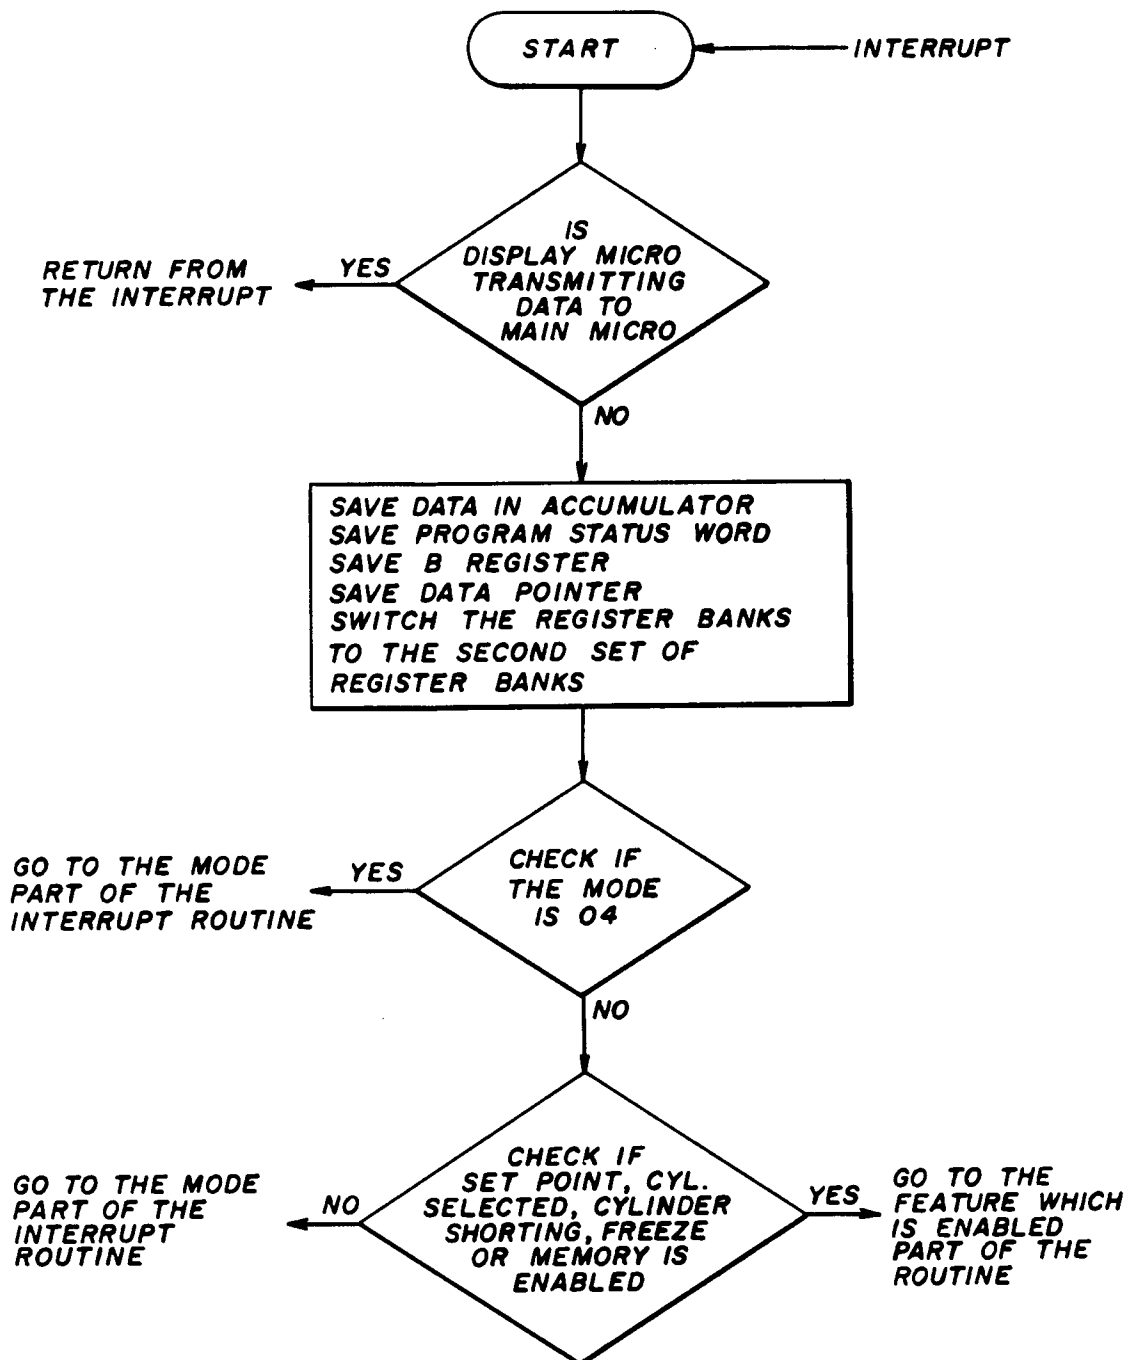 START
INTERRUPT
IS
DISPLAY MICRO
TRANSMITTING
DATA TO
MAIN MICRO
YES
RETURN FROM
THE INTERRUPT
NO
SAVE DATA IN ACCUMULATOR
SAVE PROGRAM STATUS WORD
SAVE B REGISTER
SAVE DATA POINTER
SWITCH THE REGISTER BANKS
TO THE SECOND SET OF
REGISTER BANKS
CHECK IF
THE MODE
IS 04
YES
GO TO THE MODE
PART OF THE
INTERRUPT ROUTINE
NO
CHECK IF
SET POINT, CYL.
SELECTED, CYLINDER
SHORTING, FREEZE
OR MEMORY IS
ENABLED
NO
GO TO THE MODE
PART OF THE
INTERRUPT
ROUTINE
YES
GO TO THE
FEATURE WHICH
IS ENABLED
PART OF THE
ROUTINE